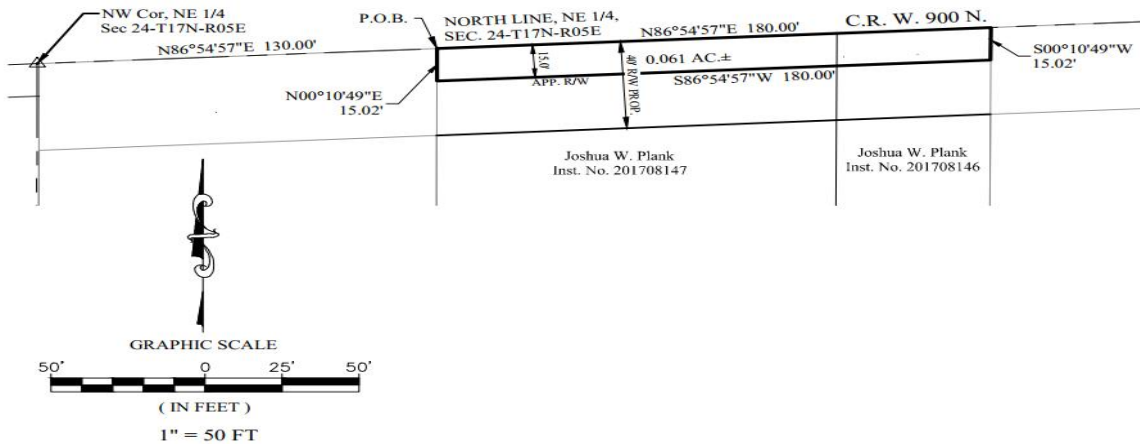 NW Cor, NE 1/4
Sec 24-T17N-R05E
N86°54'57"E 130.00'
P.O.B.
NORTH LINE, NE 1/4,
SEC. 24-T17N-R05E
N86°54'57"E 180.00'
C.R. W. 900 N.
S00°10'49"W
15.02'
15.0'
40' R/W PROP.
0.061 AC.±
APP. R/W
S86°54'57"W 180.00'
N00°10'49"E
15.02'
Joshua W. Plank
Inst. No. 201708147
Joshua W. Plank
Inst. No. 201708146
GRAPHIC SCALE
50' 0 25' 50'
( IN FEET )
1" = 50 FT